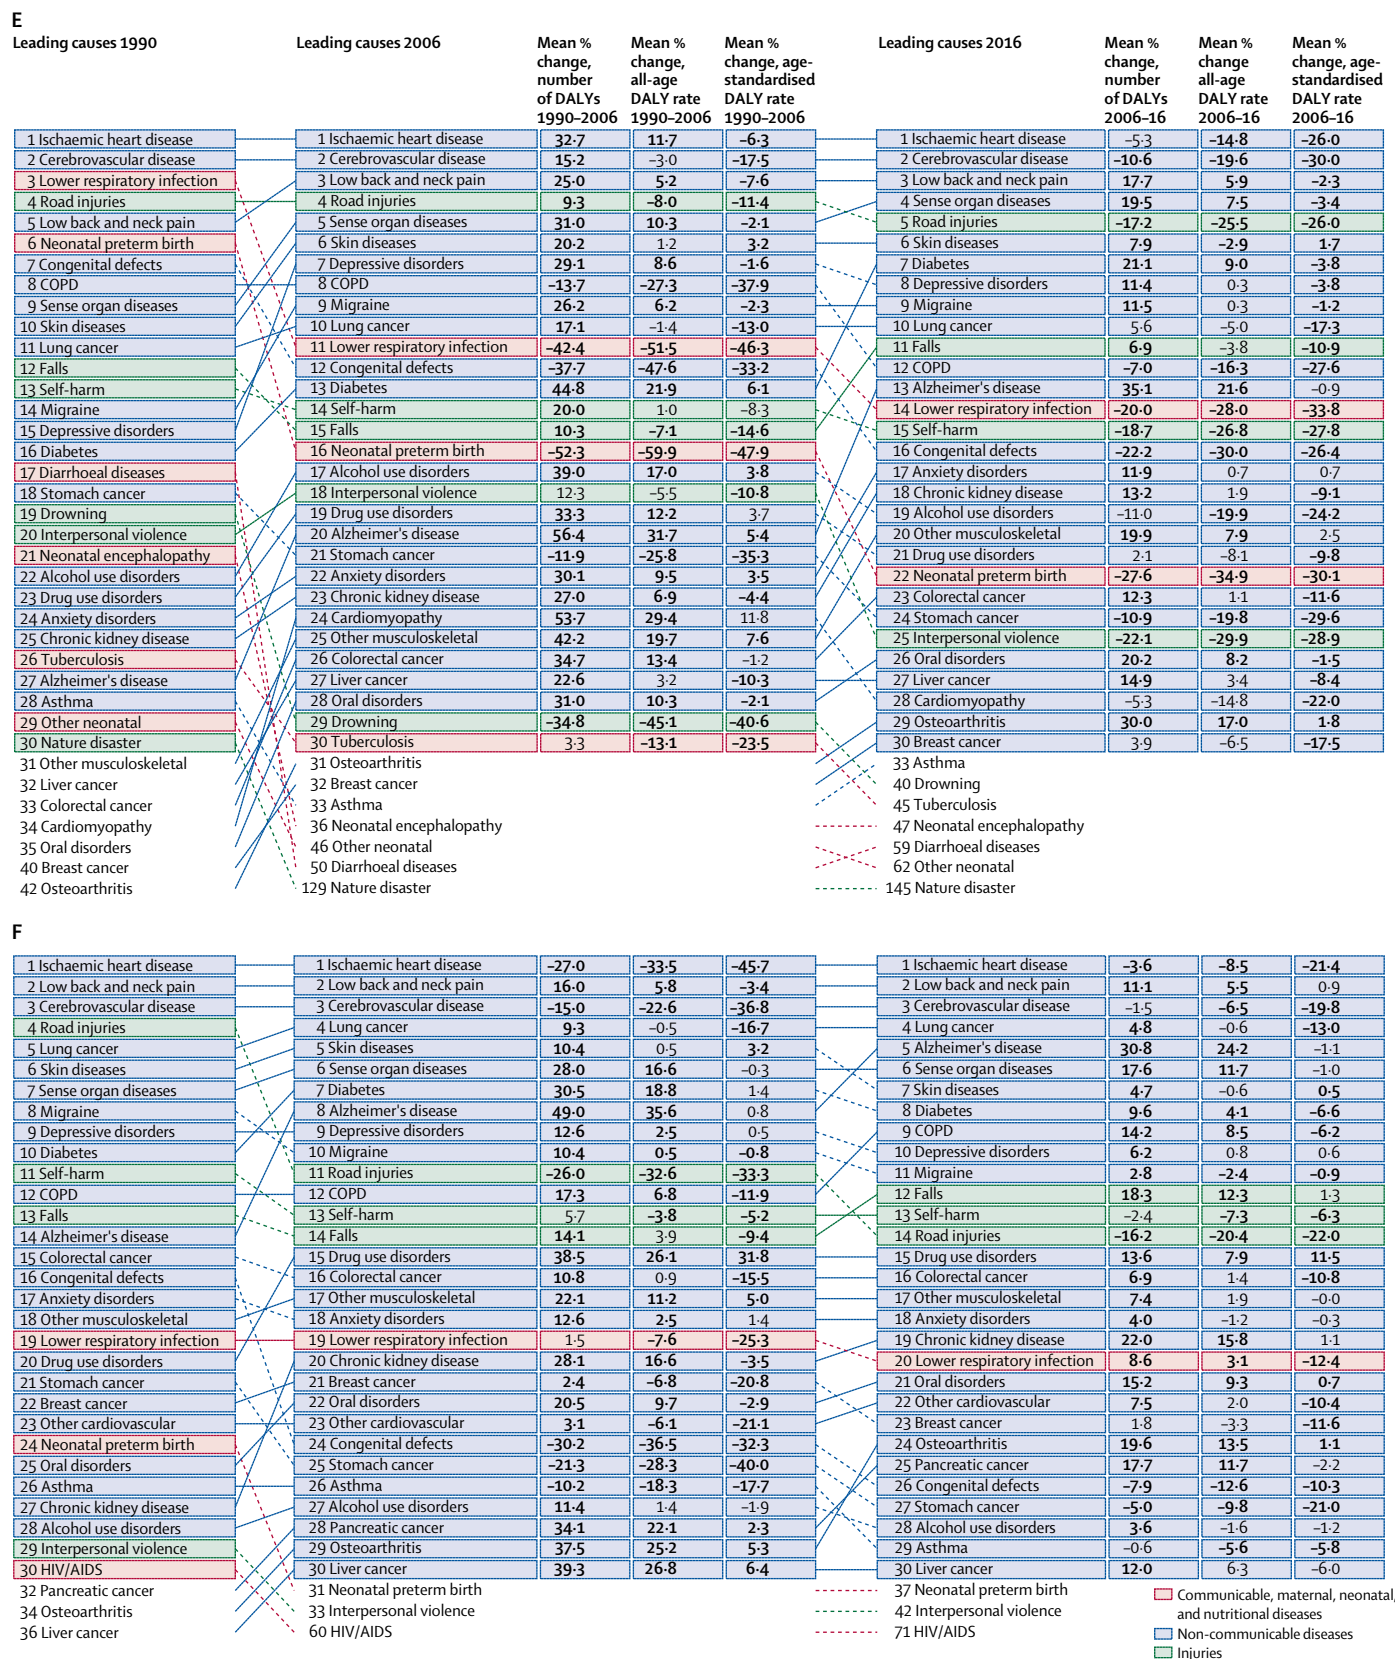 E
Leading causes 1990 Leading causes 2006 Mean % Mean % Mean % Leading causes 2016 Mean % Mean % Mean %
change, change, change, age- change, change change, age-
number all-age standardised number all-age standardised
of DALYs DALY rate DALY rate of DALYs DALY rate DALY rate
1990–2006 1990–2006 1990–2006 2006–16 2006–16 2006–16
1 Ischaemic heart disease 1 Ischaemic heart disease 32·7 11·7 –6·3 1 Ischaemic heart disease –5·3 –14·8 –26·0
2 Cerebrovascular disease 2 Cerebrovascular disease 15·2 –3·0 –17·5 2 Cerebrovascular disease –10·6 –19·6 –30·0
3 Lower respiratory infection 3 Low back and neck pain 25·0 5·2 –7·6 3 Low back and neck pain 17·7 5·9 –2·3
4 Road injuries 4 Road injuries 9·3 –8·0 –11·4 4 Sense organ diseases 19·5 7·5 –3·4
5 Low back and neck pain 5 Sense organ diseases 31·0 10·3 –2·1 5 Road injuries –17·2 –25·5 –26·0
6 Neonatal preterm birth 6 Skin diseases 20·2 1·2 3·2 6 Skin diseases 7·9 –2·9 1·7
7 Congenital defects 7 Depressive disorders 29·1 8·6 –1·6 7 Diabetes 21·1 9·0 –3·8
8 COPD 8 COPD –13·7 –27·3 –37·9 8 Depressive disorders 11·4 0·3 –3·8
9 Sense organ diseases 9 Migraine 26·2 6·2 –2·3 9 Migraine 11·5 0·3 –1·2
10 Skin diseases 10 Lung cancer 17·1 –1·4 –13·0 10 Lung cancer 5·6 –5·0 –17·3
11 Lung cancer 11 Lower respiratory infection –42·4 –51·5 –46·3 11 Falls 6·9 –3·8 –10·9
12 Falls 12 Congenital defects –37·7 –47·6 –33·2 12 COPD –7·0 –16·3 –27·6
13 Self-harm 13 Diabetes 44·8 21·9 6·1 13 Alzheimer's disease 35·1 21·6 –0·9
14 Migraine 14 Self-harm 20·0 1·0 –8·3 14 Lower respiratory infection –20·0 –28·0 –33·8
15 Depressive disorders 15 Falls 10·3 –7·1 –14·6 15 Self-harm –18·7 –26·8 –27·8
16 Diabetes 16 Neonatal preterm birth –52·3 –59·9 –47·9 16 Congenital defects –22·2 –30·0 –26·4
17 Diarrhoeal diseases 17 Alcohol use disorders 39·0 17·0 3·8 17 Anxiety disorders 11·9 0·7 0·7
18 Stomach cancer 18 Interpersonal violence 12·3 –5·5 –10·8 18 Chronic kidney disease 13·2 1·9 –9·1
19 Drowning 19 Drug use disorders 33·3 12·2 3·7 19 Alcohol use disorders –11·0 –19·9 –24·2
20 Interpersonal violence 20 Alzheimer's disease 56·4 31·7 5·4 20 Other musculoskeletal 19·9 7·9 2·5
21 Neonatal encephalopathy 21 Stomach cancer –11·9 –25·8 –35·3 21 Drug use disorders 2·1 –8·1 –9·8
22 Alcohol use disorders 22 Anxiety disorders 30·1 9·5 3·5 22 Neonatal preterm birth –27·6 –34·9 –30·1
23 Drug use disorders 23 Chronic kidney disease 27·0 6·9 –4·4 23 Colorectal cancer 12·3 1·1 –11·6
24 Anxiety disorders 24 Cardiomyopathy 53·7 29·4 11·8 24 Stomach cancer –10·9 –19·8 –29·6
25 Chronic kidney disease 25 Other musculoskeletal 42·2 19·7 7·6 25 Interpersonal violence –22·1 –29·9 –28·9
26 Tuberculosis 26 Colorectal cancer 34·7 13·4 –1·2 26 Oral disorders 20·2 8·2 –1·5
27 Alzheimer's disease 27 Liver cancer 22·6 3·2 –10·3 27 Liver cancer 14·9 3·4 –8·4
28 Asthma 28 Oral disorders 31·0 10·3 –2·1 28 Cardiomyopathy –5·3 –14·8 –22·0
29 Other neonatal 29 Drowning –34·8 –45·1 –40·6 29 Osteoarthritis 30·0 17·0 1·8
30 Nature disaster 30 Tuberculosis 3·3 –13·1 –23·5 30 Breast cancer 3·9 –6·5 –17·5
31 Other musculoskeletal 31 Osteoarthritis 33 Asthma
32 Liver cancer 32 Breast cancer 40 Drowning
33 Colorectal cancer 33 Asthma 45 Tuberculosis
34 Cardiomyopathy 36 Neonatal encephalopathy 47 Neonatal encephalopathy
35 Oral disorders 46 Other neonatal 59 Diarrhoeal diseases
40 Breast cancer 50 Diarrhoeal diseases 62 Other neonatal
42 Osteoarthritis 129 Nature disaster 145 Nature disaster
F
1 Ischaemic heart disease 1 Ischaemic heart disease –27·0 –33·5 –45·7 1 Ischaemic heart disease –3·6 –8·5 –21·4
2 Low back and neck pain 2 Low back and neck pain 16·0 5·8 –3·4 2 Low back and neck pain 11·1 5·5 0·9
3 Cerebrovascular disease 3 Cerebrovascular disease –15·0 –22·6 –36·8 3 Cerebrovascular disease –1·5 –6·5 –19·8
4 Road injuries 4 Lung cancer 9·3 –0·5 –16·7 4 Lung cancer 4·8 –0·6 –13·0
5 Lung cancer 5 Skin diseases 10·4 0·5 3·2 5 Alzheimer's disease 30·8 24·2 –1·1
6 Skin diseases 6 Sense organ diseases 28·0 16·6 –0·3 6 Sense organ diseases 17·6 11·7 –1·0
7 Sense organ diseases 7 Diabetes 30·5 18·8 1·4 7 Skin diseases 4·7 –0·6 0·5
8 Migraine 8 Alzheimer's disease 49·0 35·6 0·8 8 Diabetes 9·6 4·1 –6·6
9 Depressive disorders 9 Depressive disorders 12·6 2·5 0·5 9 COPD 14·2 8·5 –6·2
10 Diabetes 10 Migraine 10·4 0·5 –0·8 10 Depressive disorders 6·2 0·8 0·6
11 Self-harm 11 Road injuries –26·0 –32·6 –33·3 11 Migraine 2·8 –2·4 –0·9
12 COPD 12 COPD 17·3 6·8 –11·9 12 Falls 18·3 12·3 1·3
13 Falls 13 Self-harm 5·7 –3·8 –5·2 13 Self-harm –2·4 –7·3 –6·3
14 Alzheimer's disease 14 Falls 14·1 3·9 –9·4 14 Road injuries –16·2 –20·4 –22·0
15 Colorectal cancer 15 Drug use disorders 38·5 26·1 31·8 15 Drug use disorders 13·6 7·9 11·5
16 Congenital defects 16 Colorectal cancer 10·8 0·9 –15·5 16 Colorectal cancer 6·9 1·4 –10·8
17 Anxiety disorders 17 Other musculoskeletal 22·1 11·2 5·0 17 Other musculoskeletal 7·4 1·9 –0·0
18 Other musculoskeletal 18 Anxiety disorders 12·6 2·5 1·4 18 Anxiety disorders 4·0 –1·2 –0·3
19 Lower respiratory infection 19 Lower respiratory infection 1·5 –7·6 –25·3 19 Chronic kidney disease 22·0 15·8 1·1
20 Drug use disorders 20 Chronic kidney disease 28·1 16·6 –3·5 20 Lower respiratory infection 8·6 3·1 –12·4
21 Stomach cancer 21 Breast cancer 2·4 –6·8 –20·8 21 Oral disorders 15·2 9·3 0·7
22 Breast cancer 22 Oral disorders 20·5 9·7 –2·9 22 Other cardiovascular 7·5 2·0 –10·4
23 Other cardiovascular 23 Other cardiovascular 3·1 –6·1 –21·1 23 Breast cancer 1·8 –3·3 –11·6
24 Neonatal preterm birth 24 Congenital defects –30·2 –36·5 –32·3 24 Osteoarthritis 19·6 13·5 1·1
25 Oral disorders 25 Stomach cancer –21·3 –28·3 –40·0 25 Pancreatic cancer 17·7 11·7 –2·2
26 Asthma 26 Asthma –10·2 –18·3 –17·7 26 Congenital defects –7·9 –12·6 –10·3
27 Chronic kidney disease 27 Alcohol use disorders 11·4 1·4 –1·9 27 Stomach cancer –5·0 –9·8 –21·0
28 Alcohol use disorders 28 Pancreatic cancer 34·1 22·1 2·3 28 Alcohol use disorders 3·6 –1·6 –1·2
29 Interpersonal violence 29 Osteoarthritis 37·5 25·2 5·3 29 Asthma –0·6 –5·6 –5·8
30 HIV/AIDS 30 Liver cancer 39·3 26·8 6·4 30 Liver cancer 12·0 6·3 –6·0
32 Pancreatic cancer 31 Neonatal preterm birth 37 Neonatal preterm birth
34 Osteoarthritis 33 Interpersonal violence 42 Interpersonal violence
36 Liver cancer 60 HIV/AIDS 71 HIV/AIDS
Communicable, maternal, neonatal,
and nutritional diseases
Non-communicable diseases
Injuries